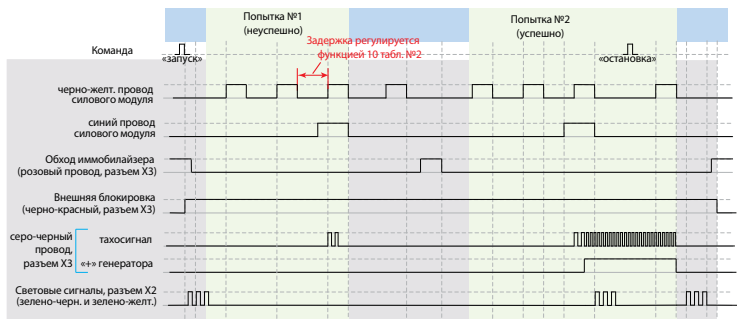 Попытка №1
(неуспешно)
Попытка №2
(успешно)
Задержка регулируется
функцией 10 табл. №2
Команда
«запуск»
«остановка»
черно-желт. провод
силового модуля
синий провод
силового модуля
Обход иммобилайзера
(розовый провод, разъем X3)
Внешняя блокировка
(черно-красный, разъем X3)
серо-черный
провод,
разъем X3
тахосигнал
«+» генератора
Световые сигналы, разъем X2
(зелено-черн. и зелено-желт.)